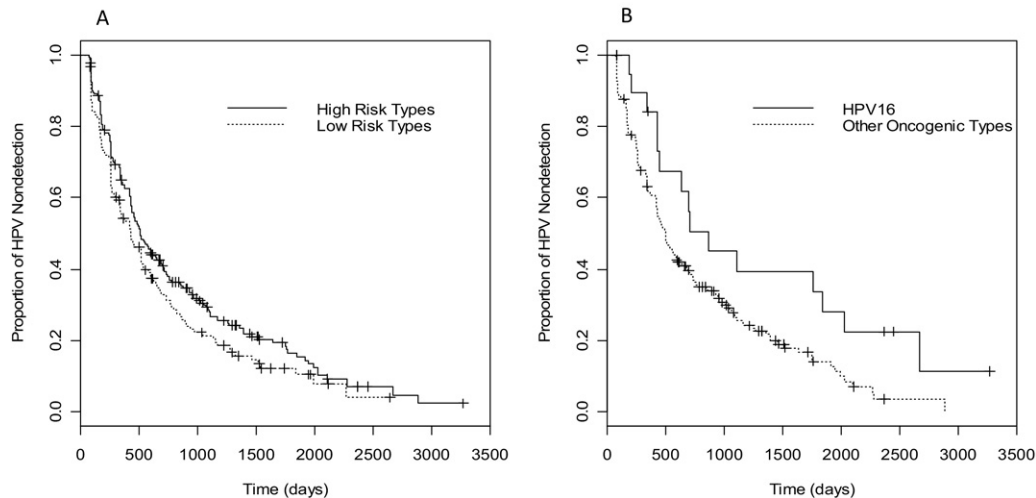 A
Proportion of HPV Nondetection
1.0
0.8
0.6
0.4
0.2
0.0
High Risk Types
Low Risk Types
0 500 1000 1500 2000 2500 3000 3500
Time (days)
B
Proportion of HPV Nondetection
1.0
0.8
0.6
0.4
0.2
0.0
HPV16
Other Oncogenic Types
0 500 1000 1500 2000 2500 3000 3500
Time (days)